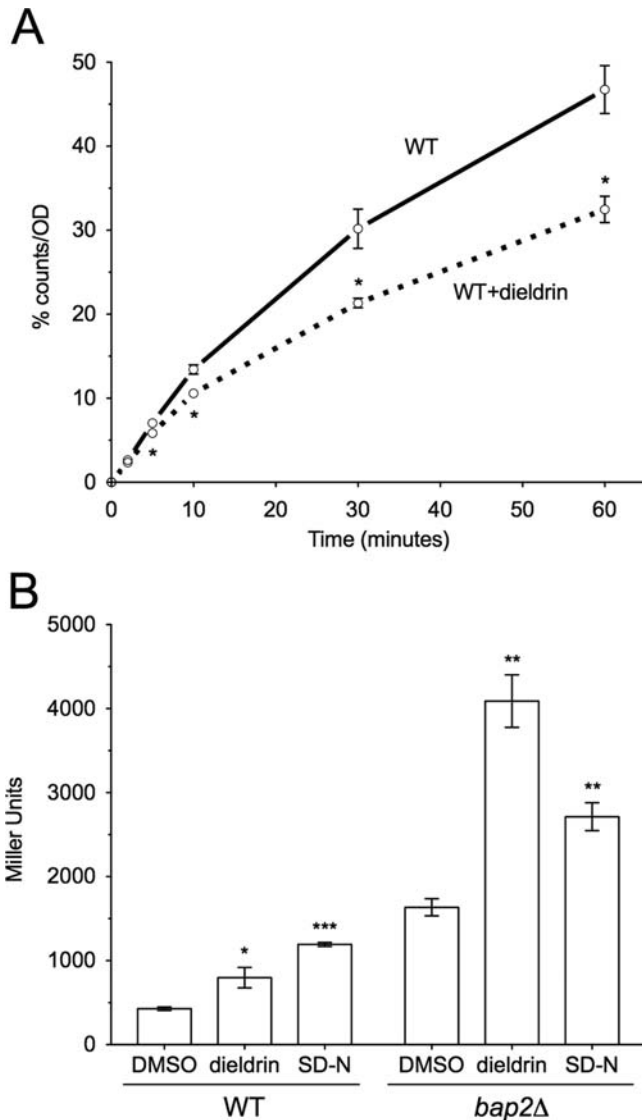 A
50
40
30
20
10
0
% counts/OD
WT
*
*
WT+dieldrin
*
*
0 10 20 30 40 50 60
Time (minutes)
B
5000
4000
3000
2000
1000
0
Miller Units
*
***
**
**
DMSO dieldrin SD-N DMSO dieldrin SD-N
WT bap2Δ